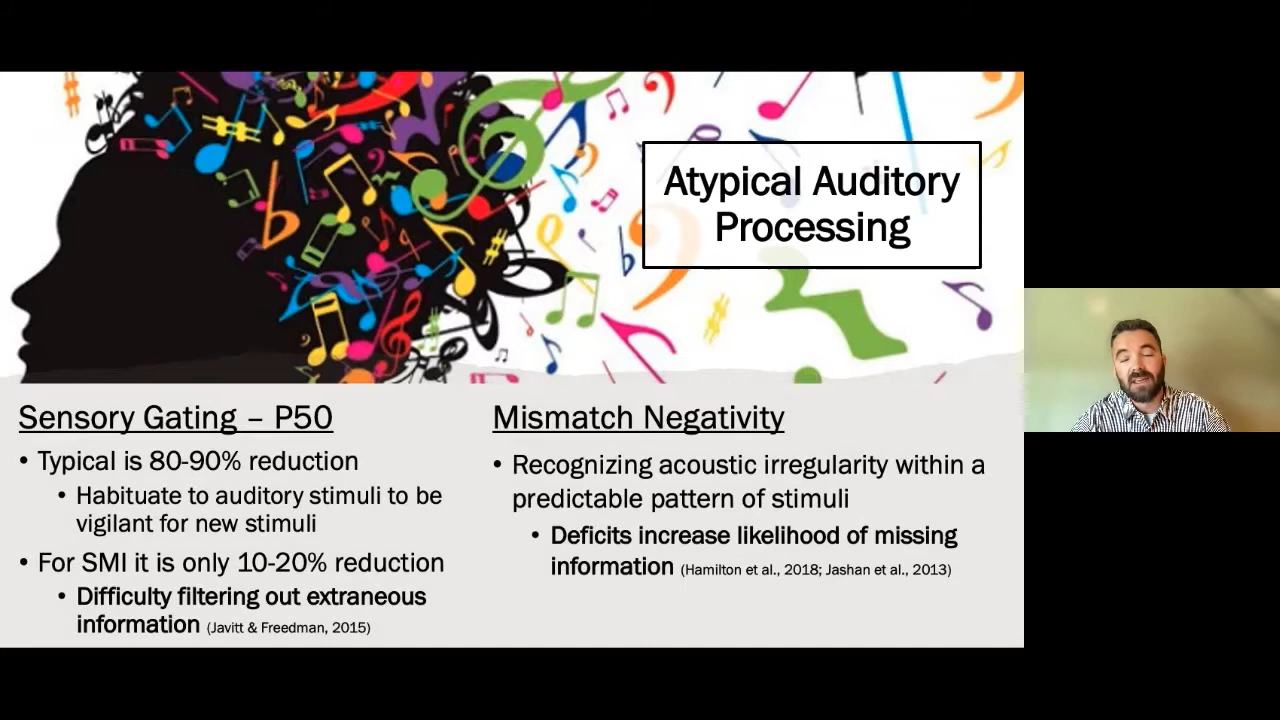 Atypical Auditory
Processing
Sensory Gating – P50
• Typical is 80-90% reduction
• Habituate to auditory stimuli to be
vigilant for new stimuli
• For SMI it is only 10-20% reduction
• Difficulty filtering out extraneous
information (Javitt & Freedman, 2015)
Mismatch Negativity
• Recognizing acoustic irregularity within a
predictable pattern of stimuli
• Deficits increase likelihood of missing
information (Hamilton et al., 2018; Jashan et al., 2013)